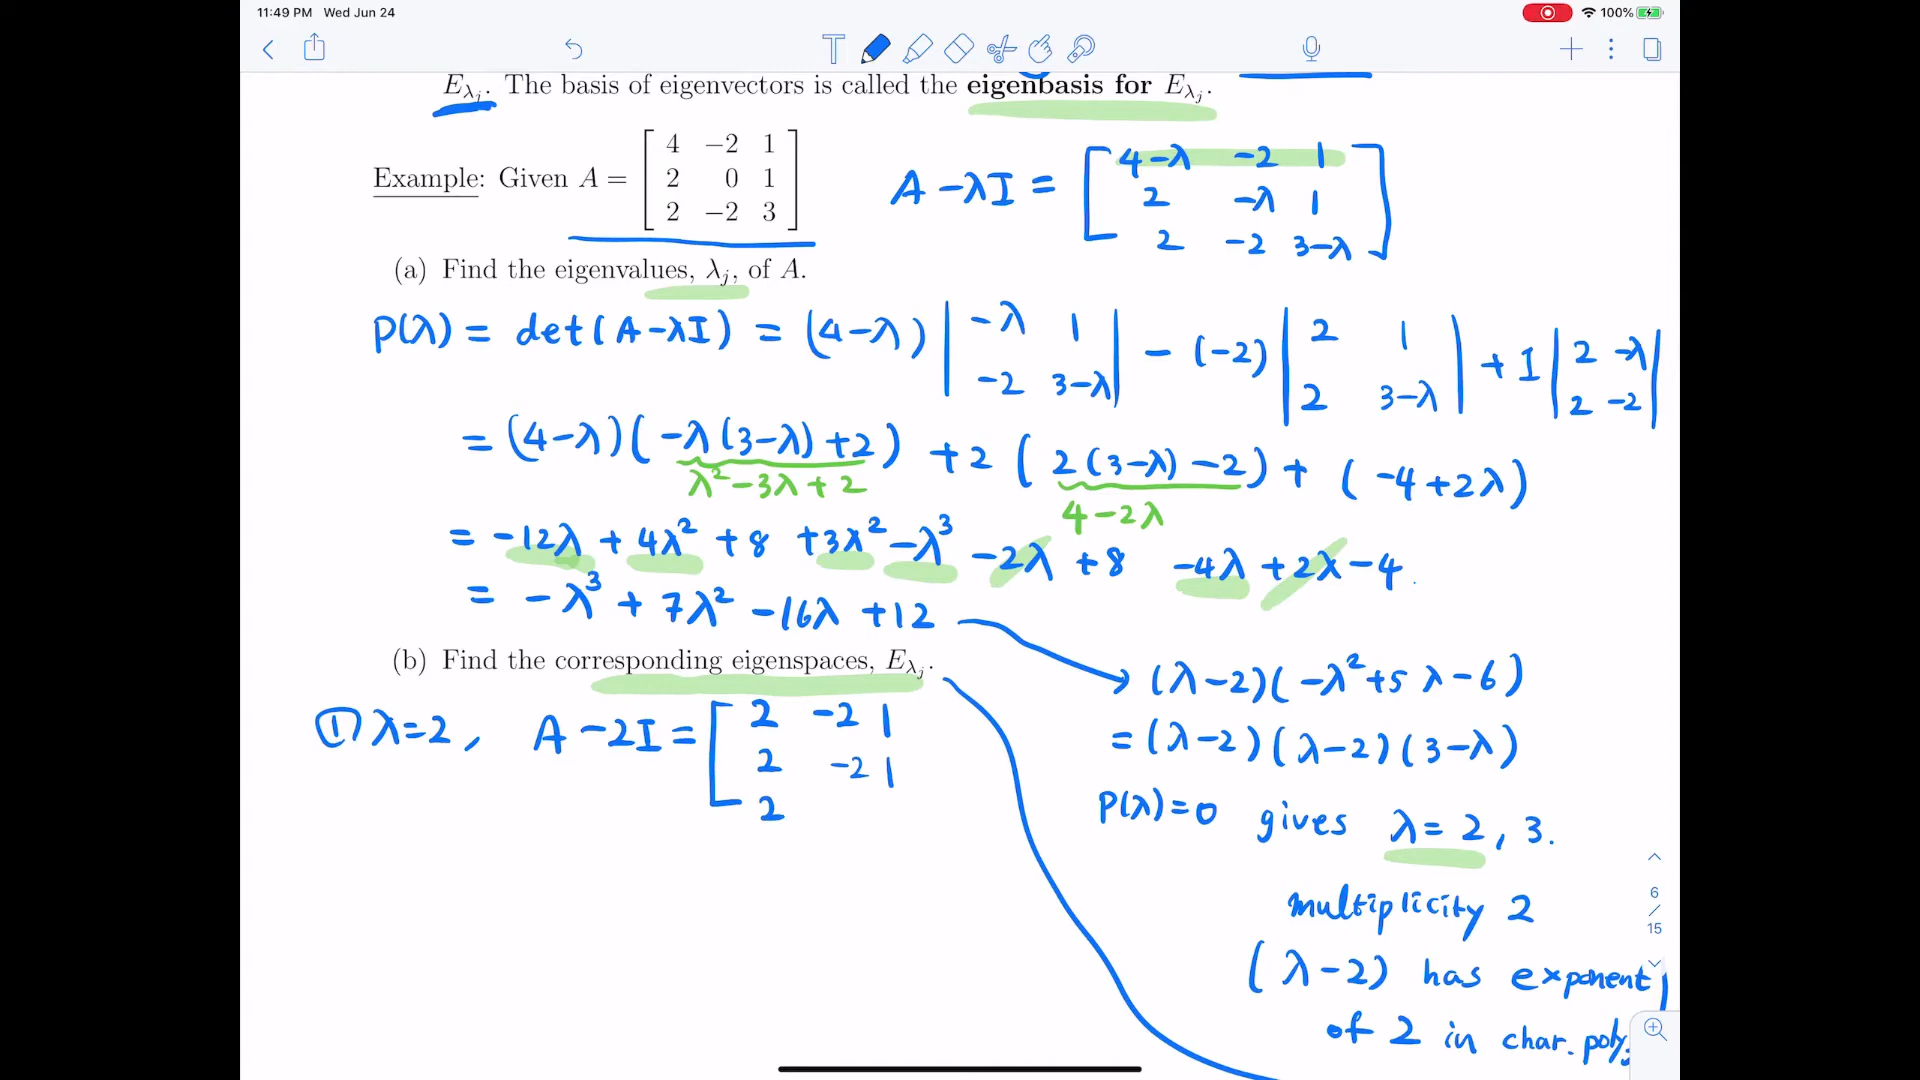 11:49 PM Wed Jun 24 100%
E_{λ_j}. The basis of eigenvectors is called the eigenbasis for E_{λ_j}.
Example: Given A = [4 −2 1; 2 0 1; 2 −2 3]
A −λI = [4−λ −2 1; 2 −λ 1; 2 −2 3−λ]
(a) Find the eigenvalues, λ_j, of A.
P(λ) = det(A −λI) = (4−λ) |−λ 1; −2 3−λ| − (−2) |2 1; 2 3−λ| + 1 |2 −λ; 2 −2|
= (4−λ)(−λ(3−λ)+2) +2 (2(3−λ) −2) + (−4+2λ)
λ² −3λ + 2
4 −2λ
= −12λ + 4λ² +8 +3λ² −λ³ −2λ +8 −4λ +2λ −4.
= −λ³ + 7λ² −16λ +12
(b) Find the corresponding eigenspaces, E_{λ_j}.
→ (λ−2)(−λ²+5λ−6)
= (λ−2)(λ−2)(3−λ)
① λ=2, A −2I = [2 −2 1; 2 −2 1; 2
P(λ)=0 gives λ= 2, 3.
multiplicity 2
(λ−2) has exponent
of 2 in char. poly.
6
/
15